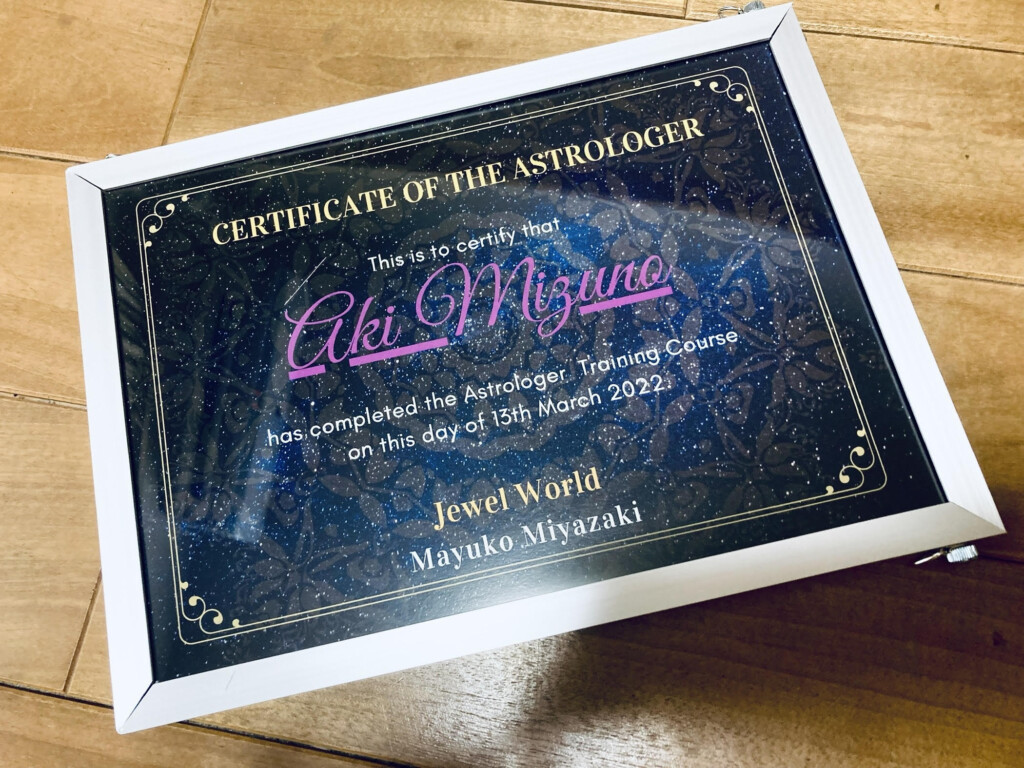 CERTIFICATE OF THE ASTROLOGER
This is to certify that
Aki Mizuno
has completed the Astrologer Training Course
on this day of 13th March 2022.
Jewel World
Mayuko Miyazaki